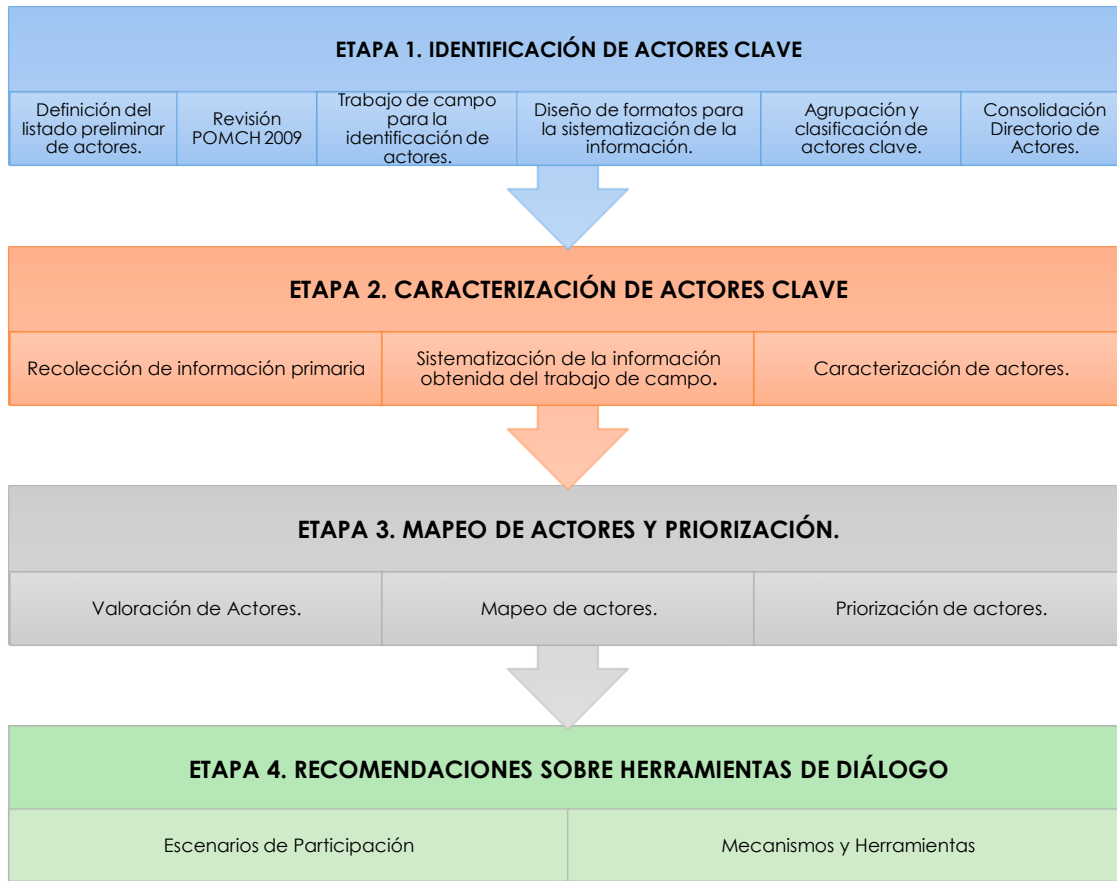 ETAPA 1. IDENTIFICACIÓN DE ACTORES CLAVE
Definición del
listado preliminar
de actores.
Revisión
POMCH 2009
Trabajo de campo
para la
identificación de
actores.
Diseño de formatos para
la sistematización de la
información.
Agrupación y
clasificación de
actores clave.
Consolidación
Directorio de
Actores.
ETAPA 2. CARACTERIZACIÓN DE ACTORES CLAVE
Recolección de información primaria
Sistematización de la información
obtenida del trabajo de campo.
Caracterización de actores.
ETAPA 3. MAPEO DE ACTORES Y PRIORIZACIÓN.
Valoración de Actores.
Mapeo de actores.
Priorización de actores.
ETAPA 4. RECOMENDACIONES SOBRE HERRAMIENTAS DE DIÁLOGO
Escenarios de Participación
Mecanismos y Herramientas